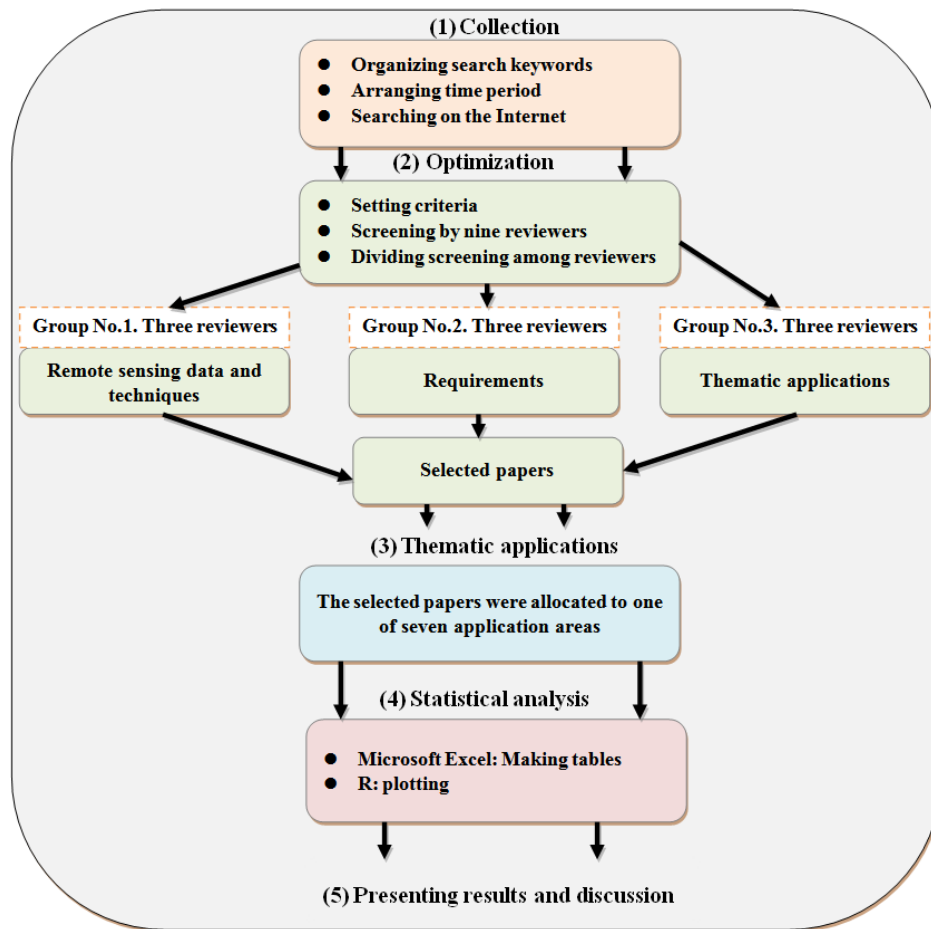 (1) Collection
● Organizing search keywords
● Arranging time period
● Searching on the Internet
(2) Optimization
● Setting criteria
● Screening by nine reviewers
● Dividing screening among reviewers
Group No.1. Three reviewers
Remote sensing data and
techniques
Group No.2. Three reviewers
Requirements
Group No.3. Three reviewers
Thematic applications
Selected papers
(3) Thematic applications
The selected papers were allocated to one
of seven application areas
(4) Statistical analysis
● Microsoft Excel: Making tables
● R: plotting
(5) Presenting results and discussion